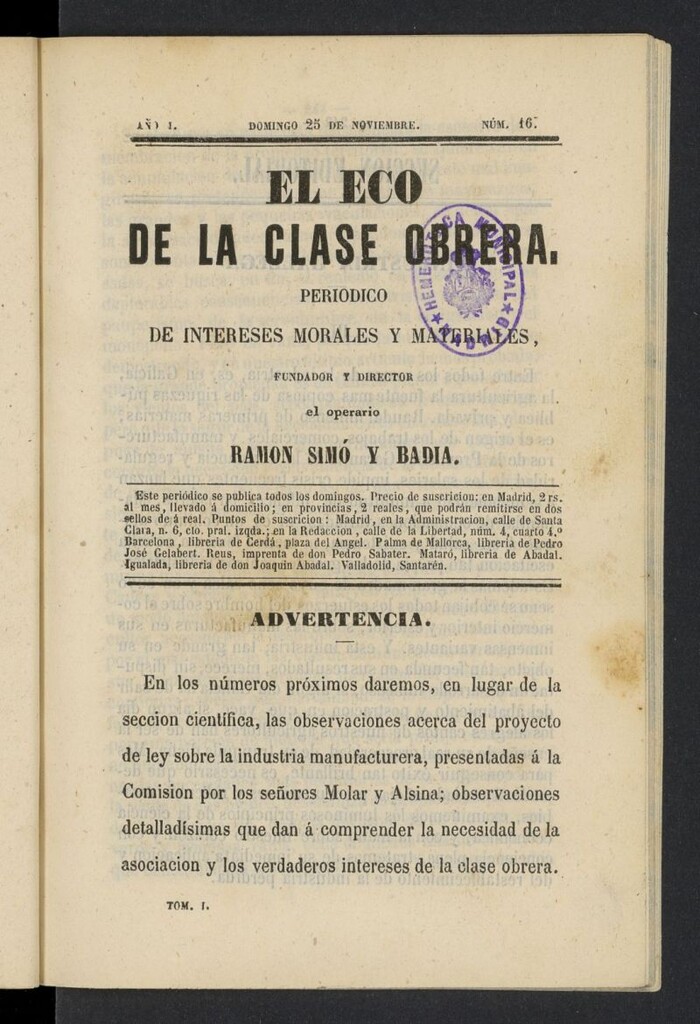 AÑO I. DOMINGO 25 DE NOVIEMBRE. NÚM. 16.
EL ECO
DE LA CLASE OBRERA.
PERIODICO
DE INTERESES MORALES Y MATERIALES,
FUNDADOR Y DIRECTOR
el operario
RAMON SIMÓ Y BADIA.
HEMEROTECA MUNICIPAL
★ MADRID ★
Este periódico se publica todos los domingos. Precio de suscricion: en Madrid, 2 rs.
al mes, llevado á domicilio; en provincias, 2 reales, que podrán remitirse en dos
sellos de á real. Puntos de suscricion: Madrid, en la Administracion, calle de Santa
Clara, n. 6, cto. pral. izqda.; en la Redaccion, calle de la Libertad, núm. 4, cuarto 4.º
Barcelona, libreria de Cerdá, plaza del Angel. Palma de Mallorca, libreria de Pedro
José Gelabert. Reus, imprenta de don Pedro Sabater. Mataró, libreria de Abadal.
Igualada, libreria de don Joaquin Abadal. Valladolid, Santarén.
ADVERTENCIA.
En los números próximos daremos, en lugar de la
seccion científica, las observaciones acerca del proyecto
de ley sobre la industria manufacturera, presentadas á la
Comision por los señores Molar y Alsina; observaciones
detalladísimas que dan á comprender la necesidad de la
asociacion y los verdaderos intereses de la clase obrera.
TOM. I.